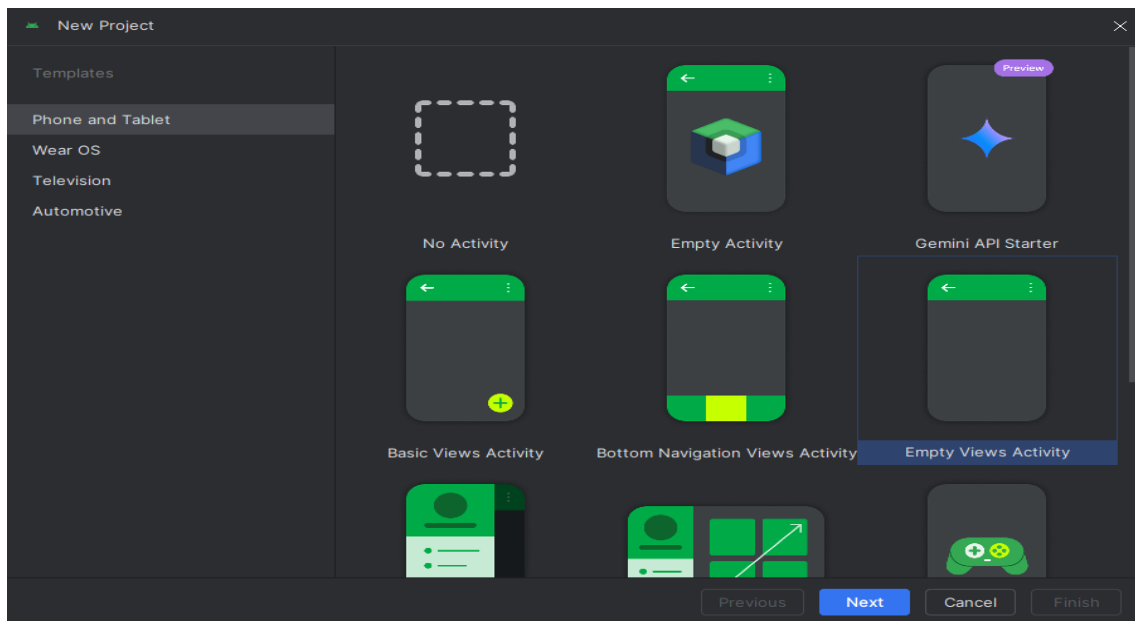 New Project
Templates
Phone and Tablet
Wear OS
Television
Automotive
Preview
No Activity
Empty Activity
Gemini API Starter
Basic Views Activity
Bottom Navigation Views Activity
Empty Views Activity
Previous
Next
Cancel
Finish